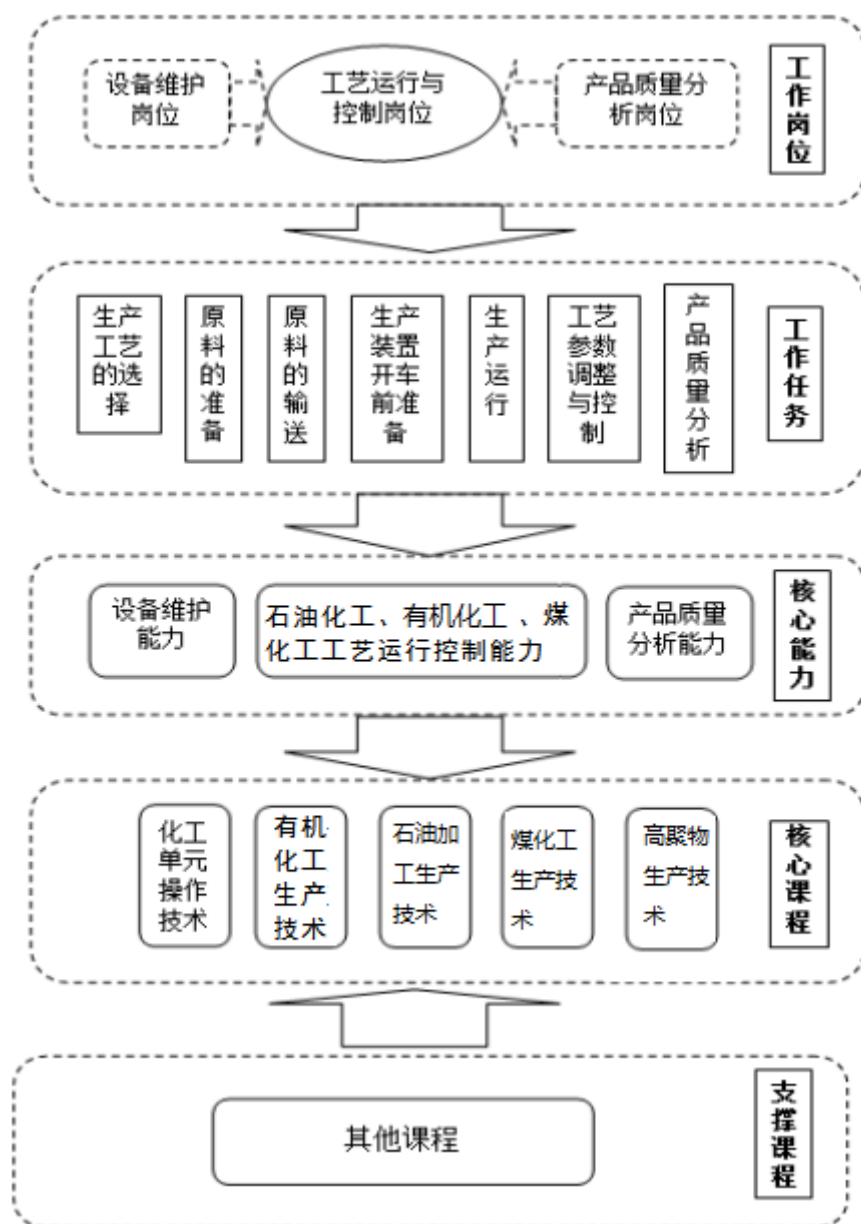 设备维护
岗位
工艺运行与
控制岗位
产品质量分
析岗位
工作岗位
生产
工艺
的选
择
原料的准备
原料的输送
生产
装置
开车
前准
备
生产运行
工艺
参数
调整
与控
制
产品质量分析
工作任务
设备维护
能力
石油化工、有机化工 、煤
化工工艺运行控制能力
产品质量
分析能力
核心能力
化工
单元
操作
技术
有机
化工
生产
技术
石油加
工生产
技术
煤化工
生产技
术
高聚物
生产技
术
核心课程
其他课程
支撑课程